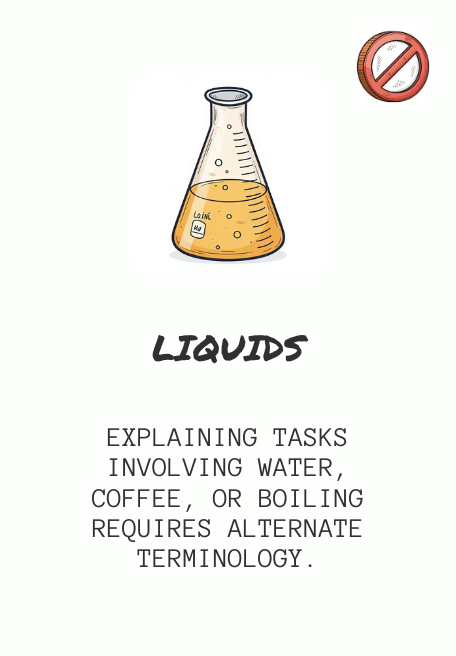 LIQUIDS
EXPLAINING TASKS
INVOLVING WATER,
COFFEE, OR BOILING
REQUIRES ALTERNATE
TERMINOLOGY.